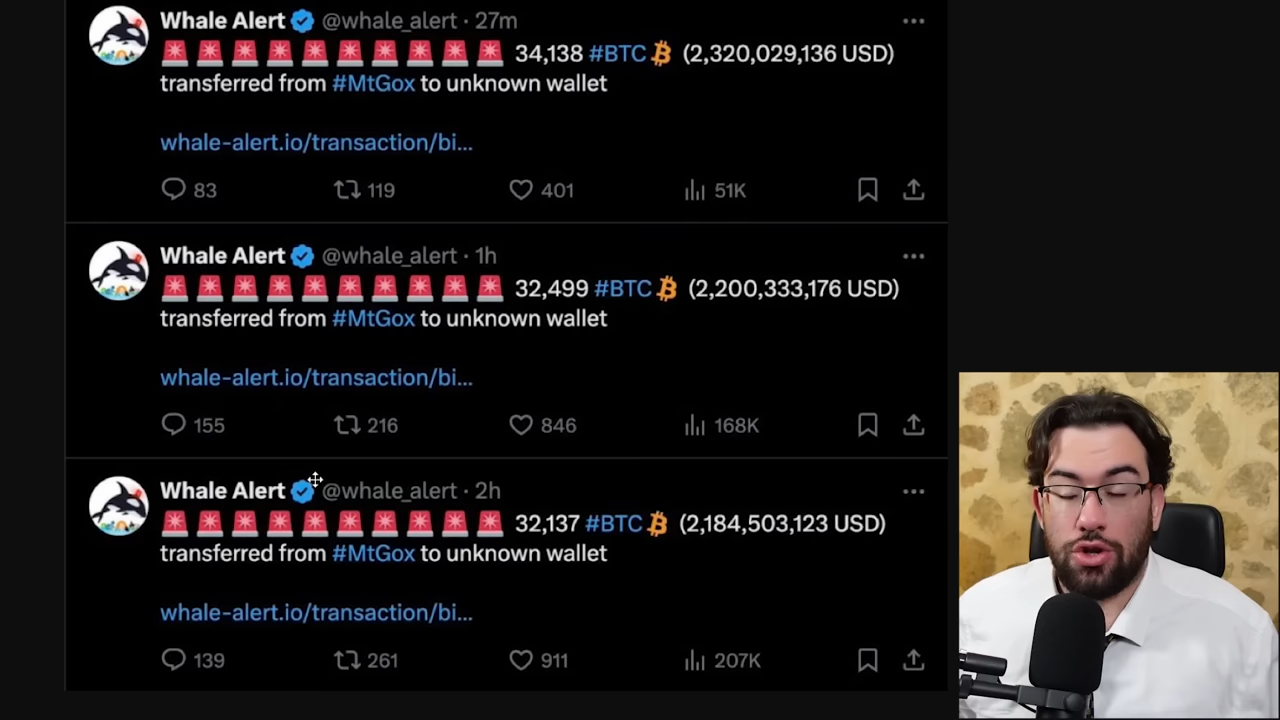 Whale Alert @whale_alert · 27m
🚨🚨🚨🚨🚨🚨🚨🚨🚨🚨 34,138 #BTC (2,320,029,136 USD)
transferred from #MtGox to unknown wallet
whale-alert.io/transaction/bi...
83 119 401 51K
Whale Alert @whale_alert · 1h
🚨🚨🚨🚨🚨🚨🚨🚨🚨🚨 32,499 #BTC (2,200,333,176 USD)
transferred from #MtGox to unknown wallet
whale-alert.io/transaction/bi...
155 216 846 168K
Whale Alert @whale_alert · 2h
🚨🚨🚨🚨🚨🚨🚨🚨🚨🚨 32,137 #BTC (2,184,503,123 USD)
transferred from #MtGox to unknown wallet
whale-alert.io/transaction/bi...
139 261 911 207K